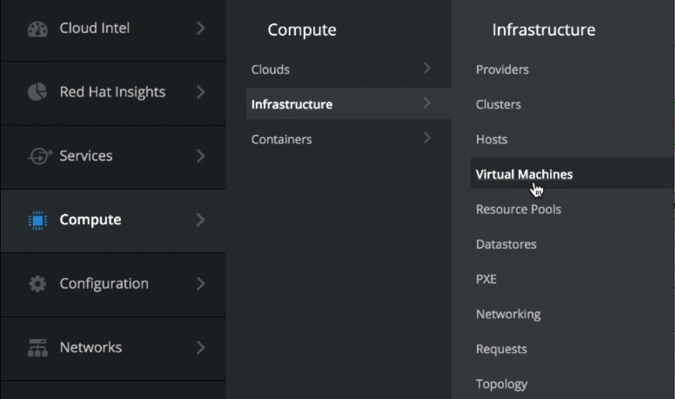 Cloud Intel
Red Hat Insights
Services
Compute
Configuration
Networks
Compute
Clouds
Infrastructure
Containers
Infrastructure
Providers
Clusters
Hosts
Virtual Machines
Resource Pools
Datastores
PXE
Networking
Requests
Topology